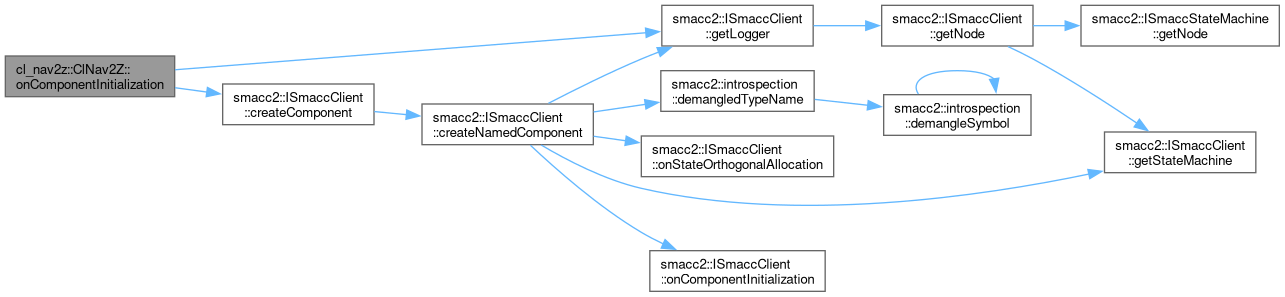 cl_nav2z::ClNav2Z::
onComponentInitialization
smacc2::ISmaccClient
::createComponent
smacc2::ISmaccClient
::createNamedComponent
smacc2::ISmaccClient
::getLogger
smacc2::introspection
::demangledTypeName
smacc2::ISmaccClient
::onStateOrthogonalAllocation
smacc2::ISmaccClient
::onComponentInitialization
smacc2::ISmaccClient
::getNode
smacc2::introspection
::demangleSymbol
smacc2::ISmaccStateMachine
::getNode
smacc2::ISmaccClient
::getStateMachine